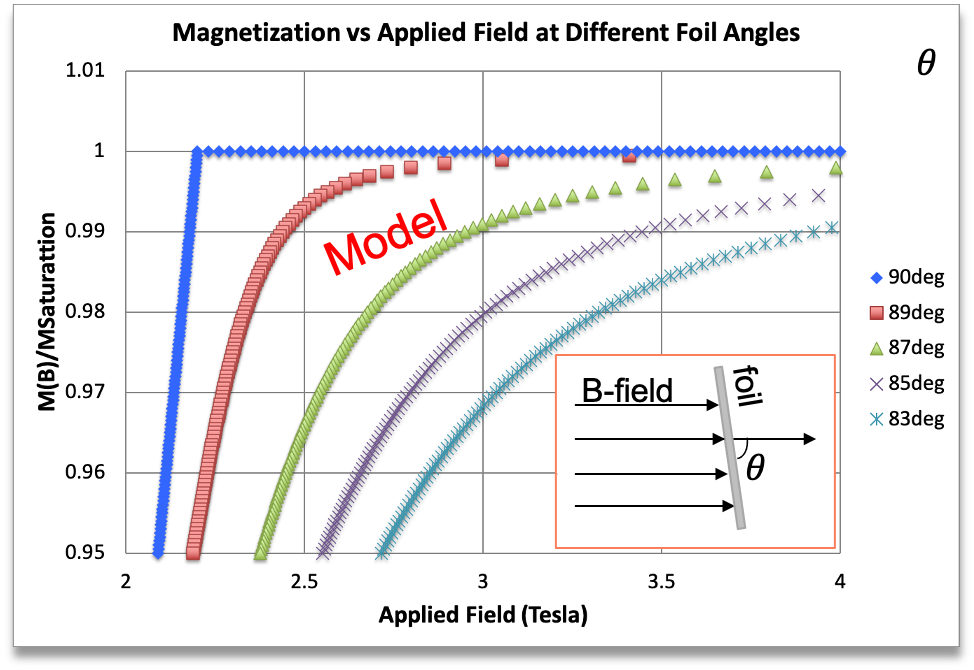 Magnetization vs Applied Field at Different Foil Angles
θ
1.01
1
0.99
0.98
0.97
0.96
0.95
M(B)/MSaturattion
2
2.5
3
3.5
4
Applied Field (Tesla)
Model
90deg
89deg
87deg
85deg
83deg
B-field
foil
θ